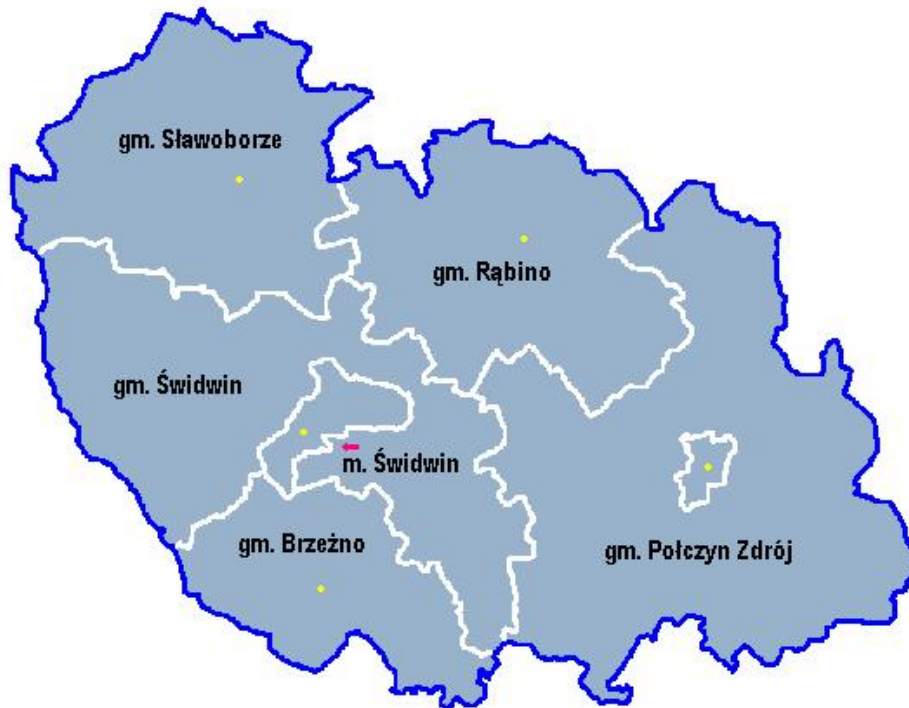 gm. Sławoborze
gm. Rąbino
gm. Świdwin
m. Świdwin
gm. Brzeżno
gm. Połczyn Zdrój